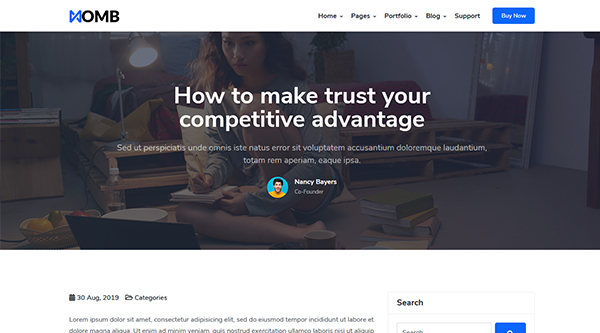 XOMB
Home Pages Portfolio Blog Support Buy Now
How to make trust your
competitive advantage
Sed ut perspiciatis unde omnis iste natus error sit voluptatem accusantium doloremque laudantium,
totam rem aperiam, eaque ipsa.
Nancy Bayers
Co-Founder
30 Aug, 2019 Categories
Search
Lorem ipsum dolor sit amet, consectetur adipisicing elit, sed do eiusmod tempor incididunt ut labore et
dolore magna aliqua. Ut enim ad minim veniam, quis nostrud exercitation ullamco laboris nisi ut aliquip
Search